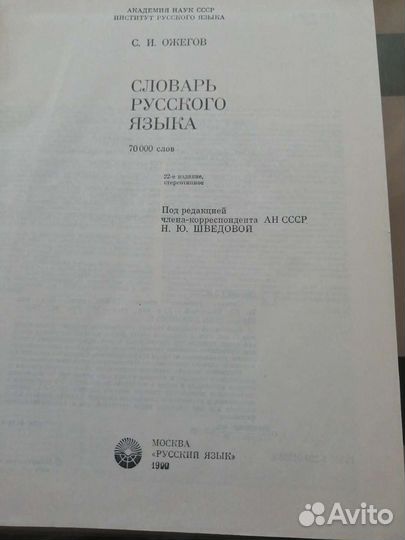 АКАДЕМИЯ НАУК СССР
ИНСТИТУТ РУССКОГО ЯЗЫКА
С. И. ОЖЕГОВ
СЛОВАРЬ
РУССКОГО
ЯЗЫКА
70 000 слов
22-е издание,
стереотипное
Под редакцией
члена-корреспондента АН СССР
Н. Ю. ШВЕДОВОЙ
МОСКВА
«РУССКИЙ ЯЗЫК»
1990
Avito